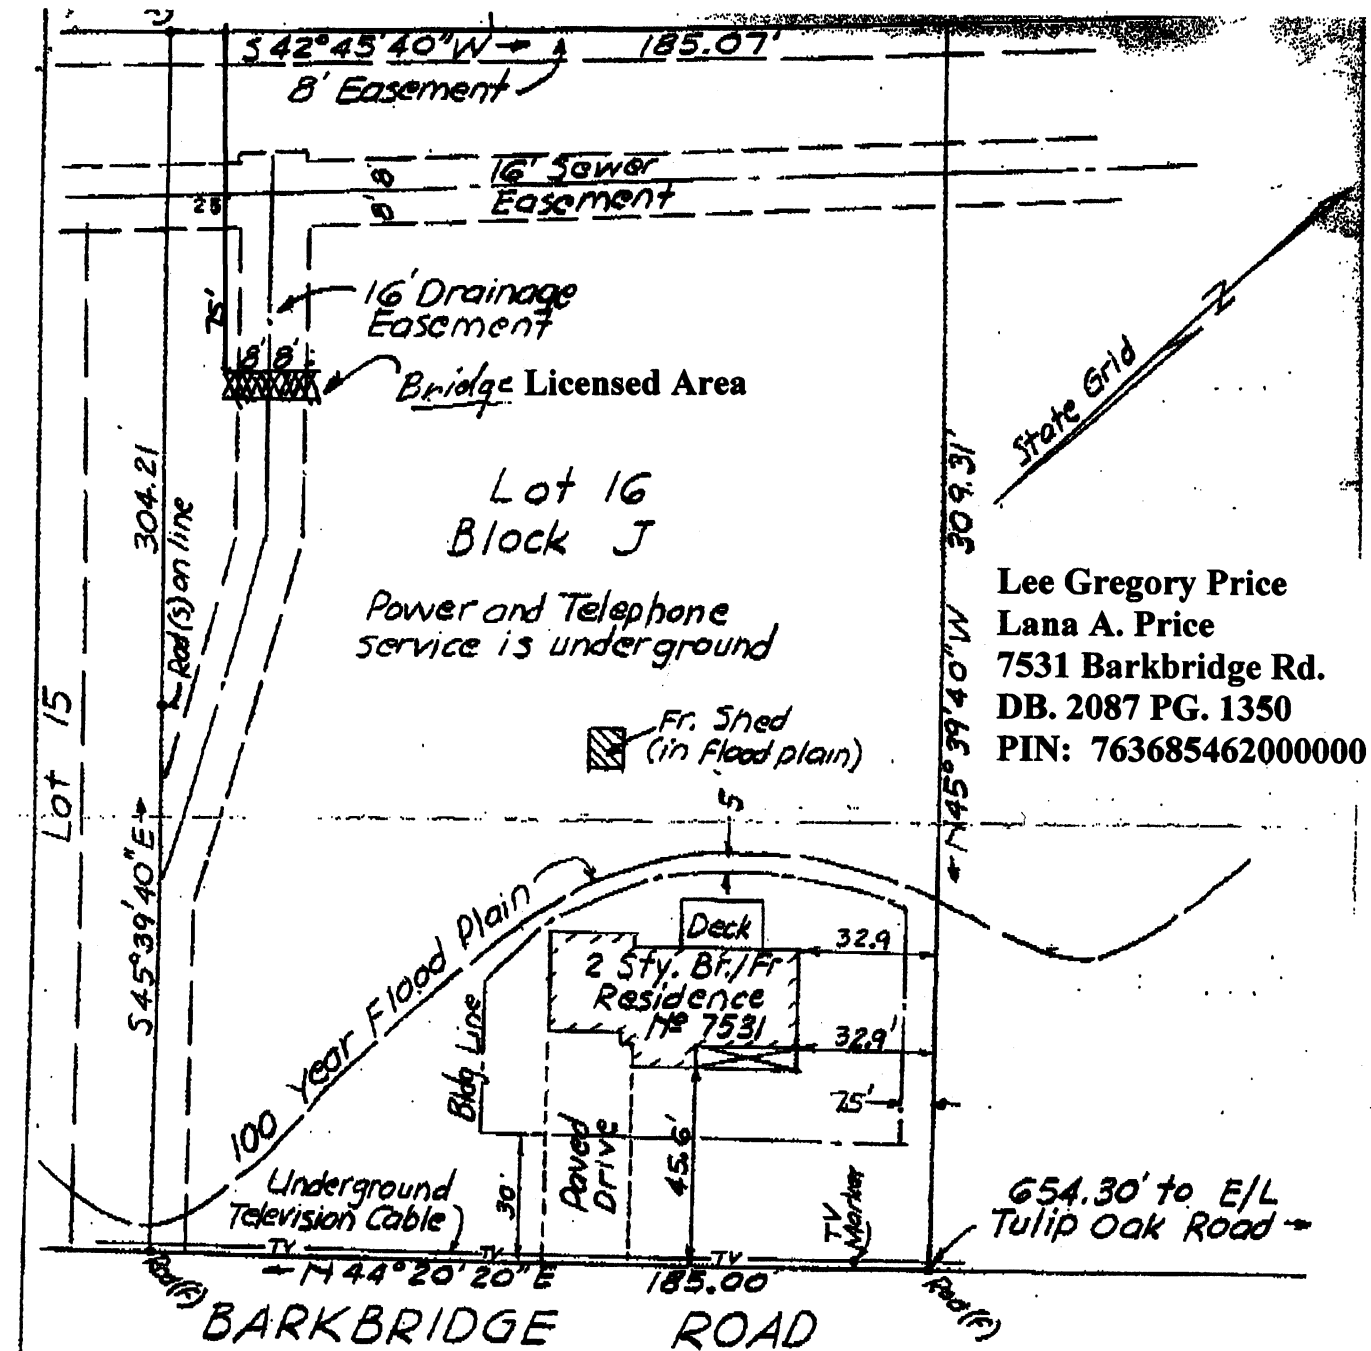 S 42°45'40" W → 185.07'
8' Easement
16' Sewer
Easement
8'
8'
25
75'
16' Drainage
Easement
8' 8'
Bridge Licensed Area
State Grid
N
304.21
Rod(s) on line
Lot 16
Block J
309.31'
Power and Telephone
service is underground
Lee Gregory Price
Lana A. Price
7531 Barkbridge Rd.
DB. 2087 PG. 1350
PIN: 763685462000000
Lot 15
Fr. Shed
(in flood plain)
5'
S45°39'40"E →
← N45°39'40"W
100 Year Flood Plain
Deck
32.9
2 Sty. Br./Fr
Residence
Nº 7531
32.9'
Bldg Line
7.5'
Paved
Drive
45.6'
30'
Underground
Television Cable
TV
Marker
654.30' to E/L
Tulip Oak Road →
TV TV TV
Rod(f)
← N 44°20'20" E 185.00'
Rod(f)
BARKBRIDGE ROAD